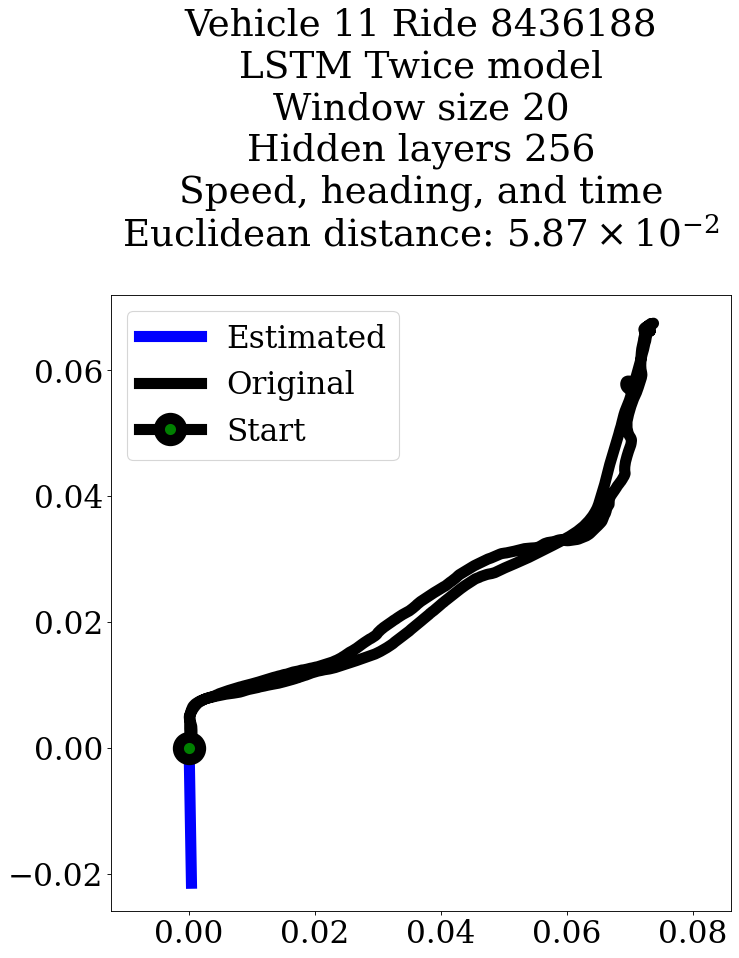 Vehicle 11 Ride 8436188
LSTM Twice model
Window size 20
Hidden layers 256
Speed, heading, and time
Euclidean distance: 5.87 × 10⁻²
Estimated
Original
Start
0.06
0.04
0.02
0.00
−0.02
0.00 0.02 0.04 0.06 0.08